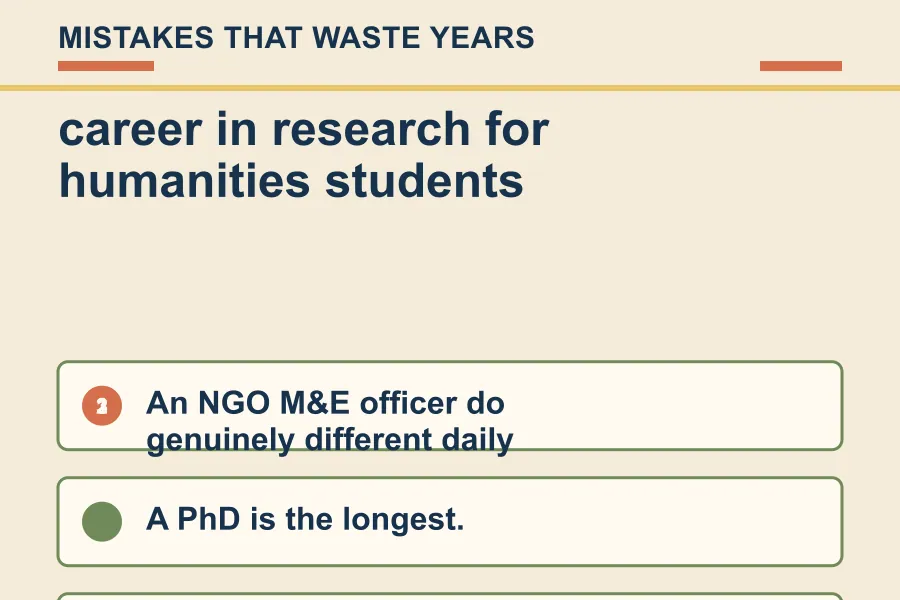 MISTAKES THAT WASTE YEARS
career in research for
humanities students
An NGO M&E officer do
genuinely different daily
A PhD is the longest.